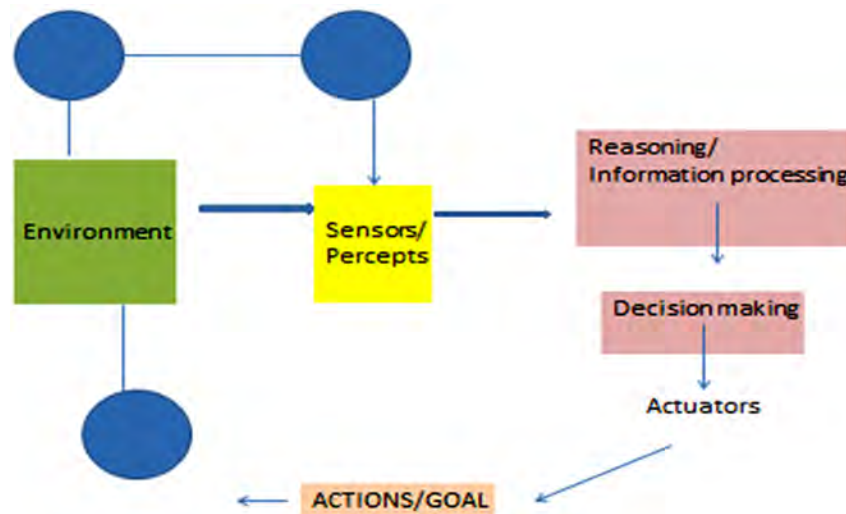 Environment
Sensors/
Percepts
Reasoning/
Information processing
Decision making
Actuators
ACTIONS/GOAL